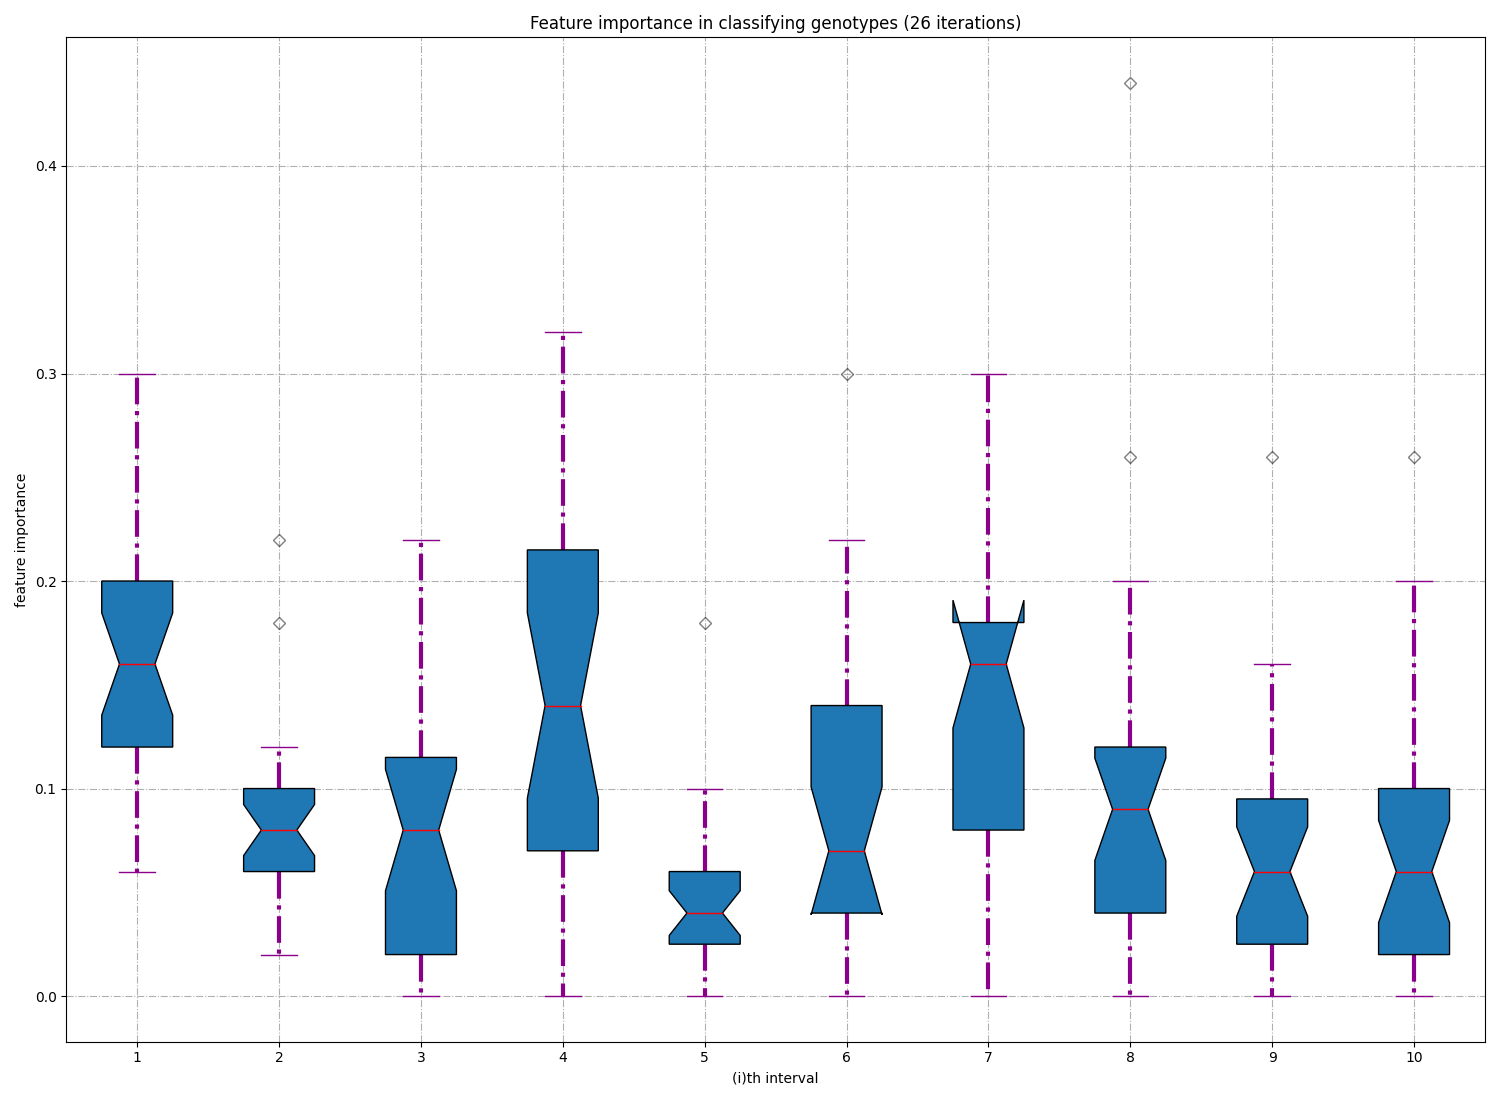 Feature importance in classifying genotypes (26 iterations)
feature importance
0.4
0.3
0.2
0.1
0.0
1 2 3 4 5 6 7 8 9 10
(i)th interval